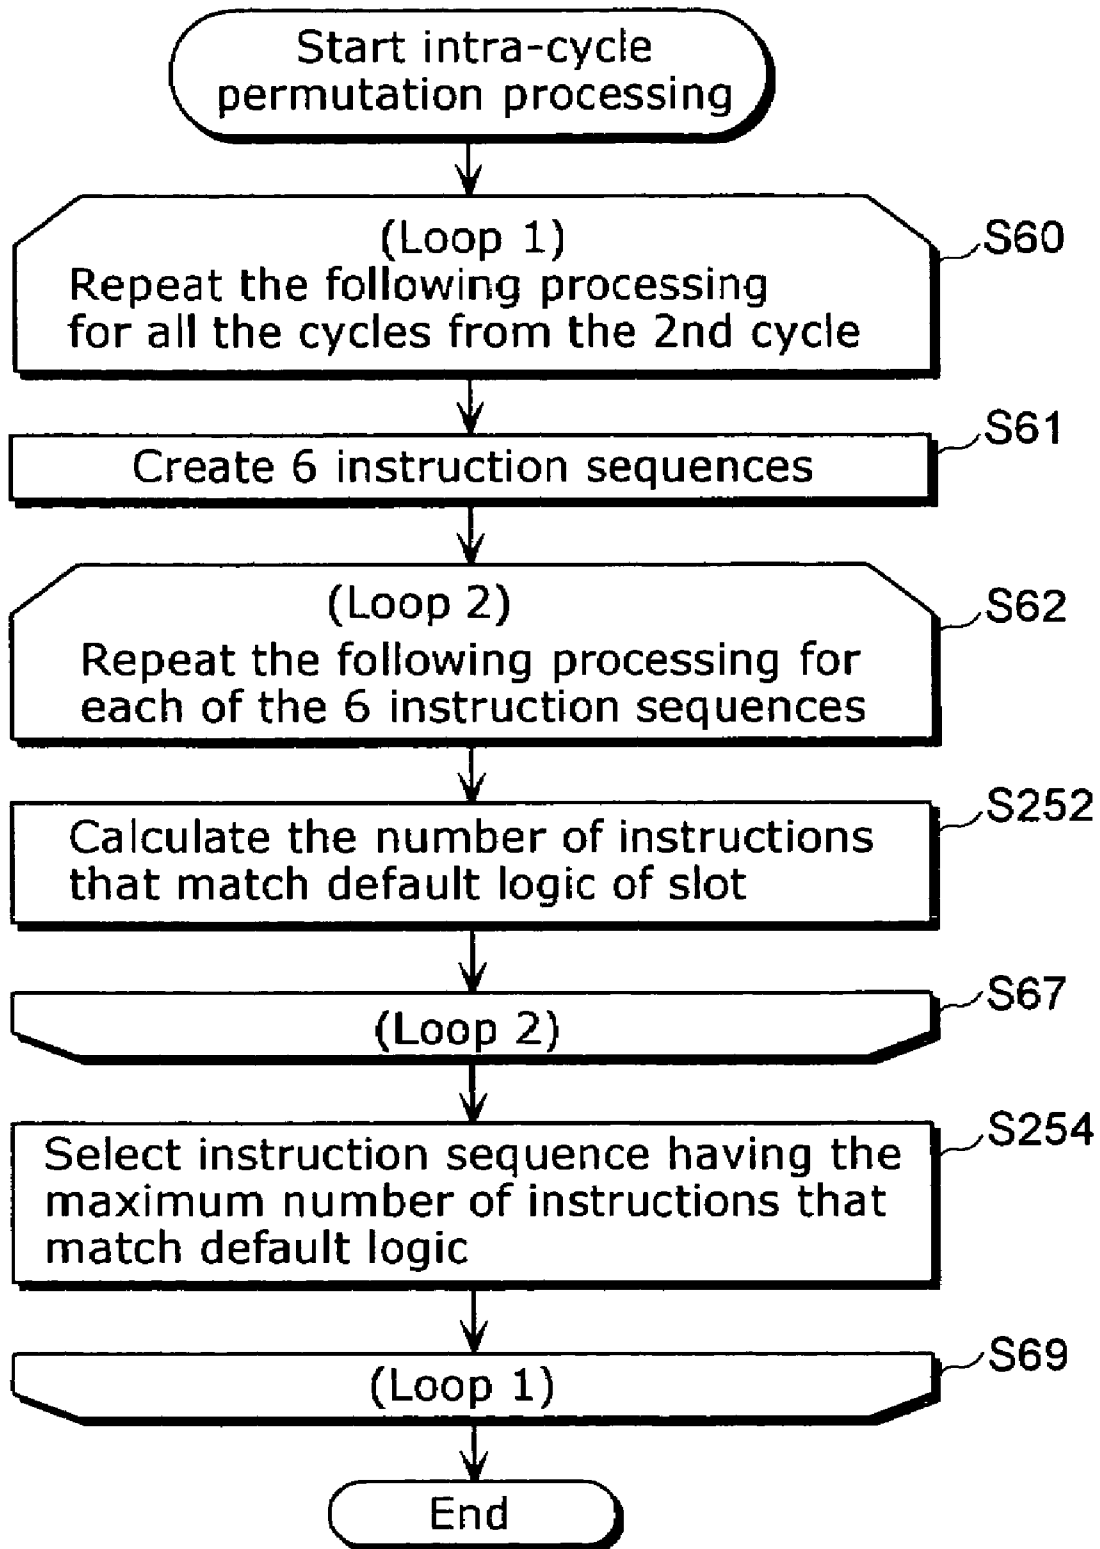 Start intra-cycle
permutation processing
(Loop 1)
Repeat the following processing
for all the cycles from the 2nd cycle
S60
Create 6 instruction sequences
S61
(Loop 2)
Repeat the following processing for
each of the 6 instruction sequences
S62
Calculate the number of instructions
that match default logic of slot
S252
(Loop 2)
S67
Select instruction sequence having the
maximum number of instructions that
match default logic
S254
(Loop 1)
S69
End